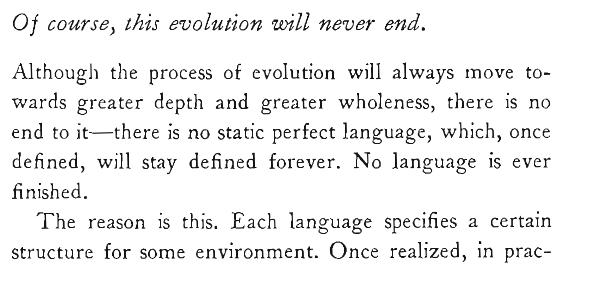 Of course, this evolution will never end.
Although the process of evolution will always move to-
wards greater depth and greater wholeness, there is no
end to it—there is no static perfect language, which, once
defined, will stay defined forever. No language is ever
finished.
The reason is this. Each language specifies a certain
structure for some environment. Once realized, in prac-